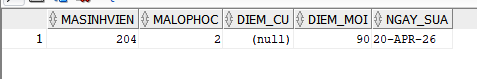 MASINHVIEN MALOPHOC DIEM_CU DIEM_MOI NGAY_SUA
1 204 2 (null) 90 20-APR-26